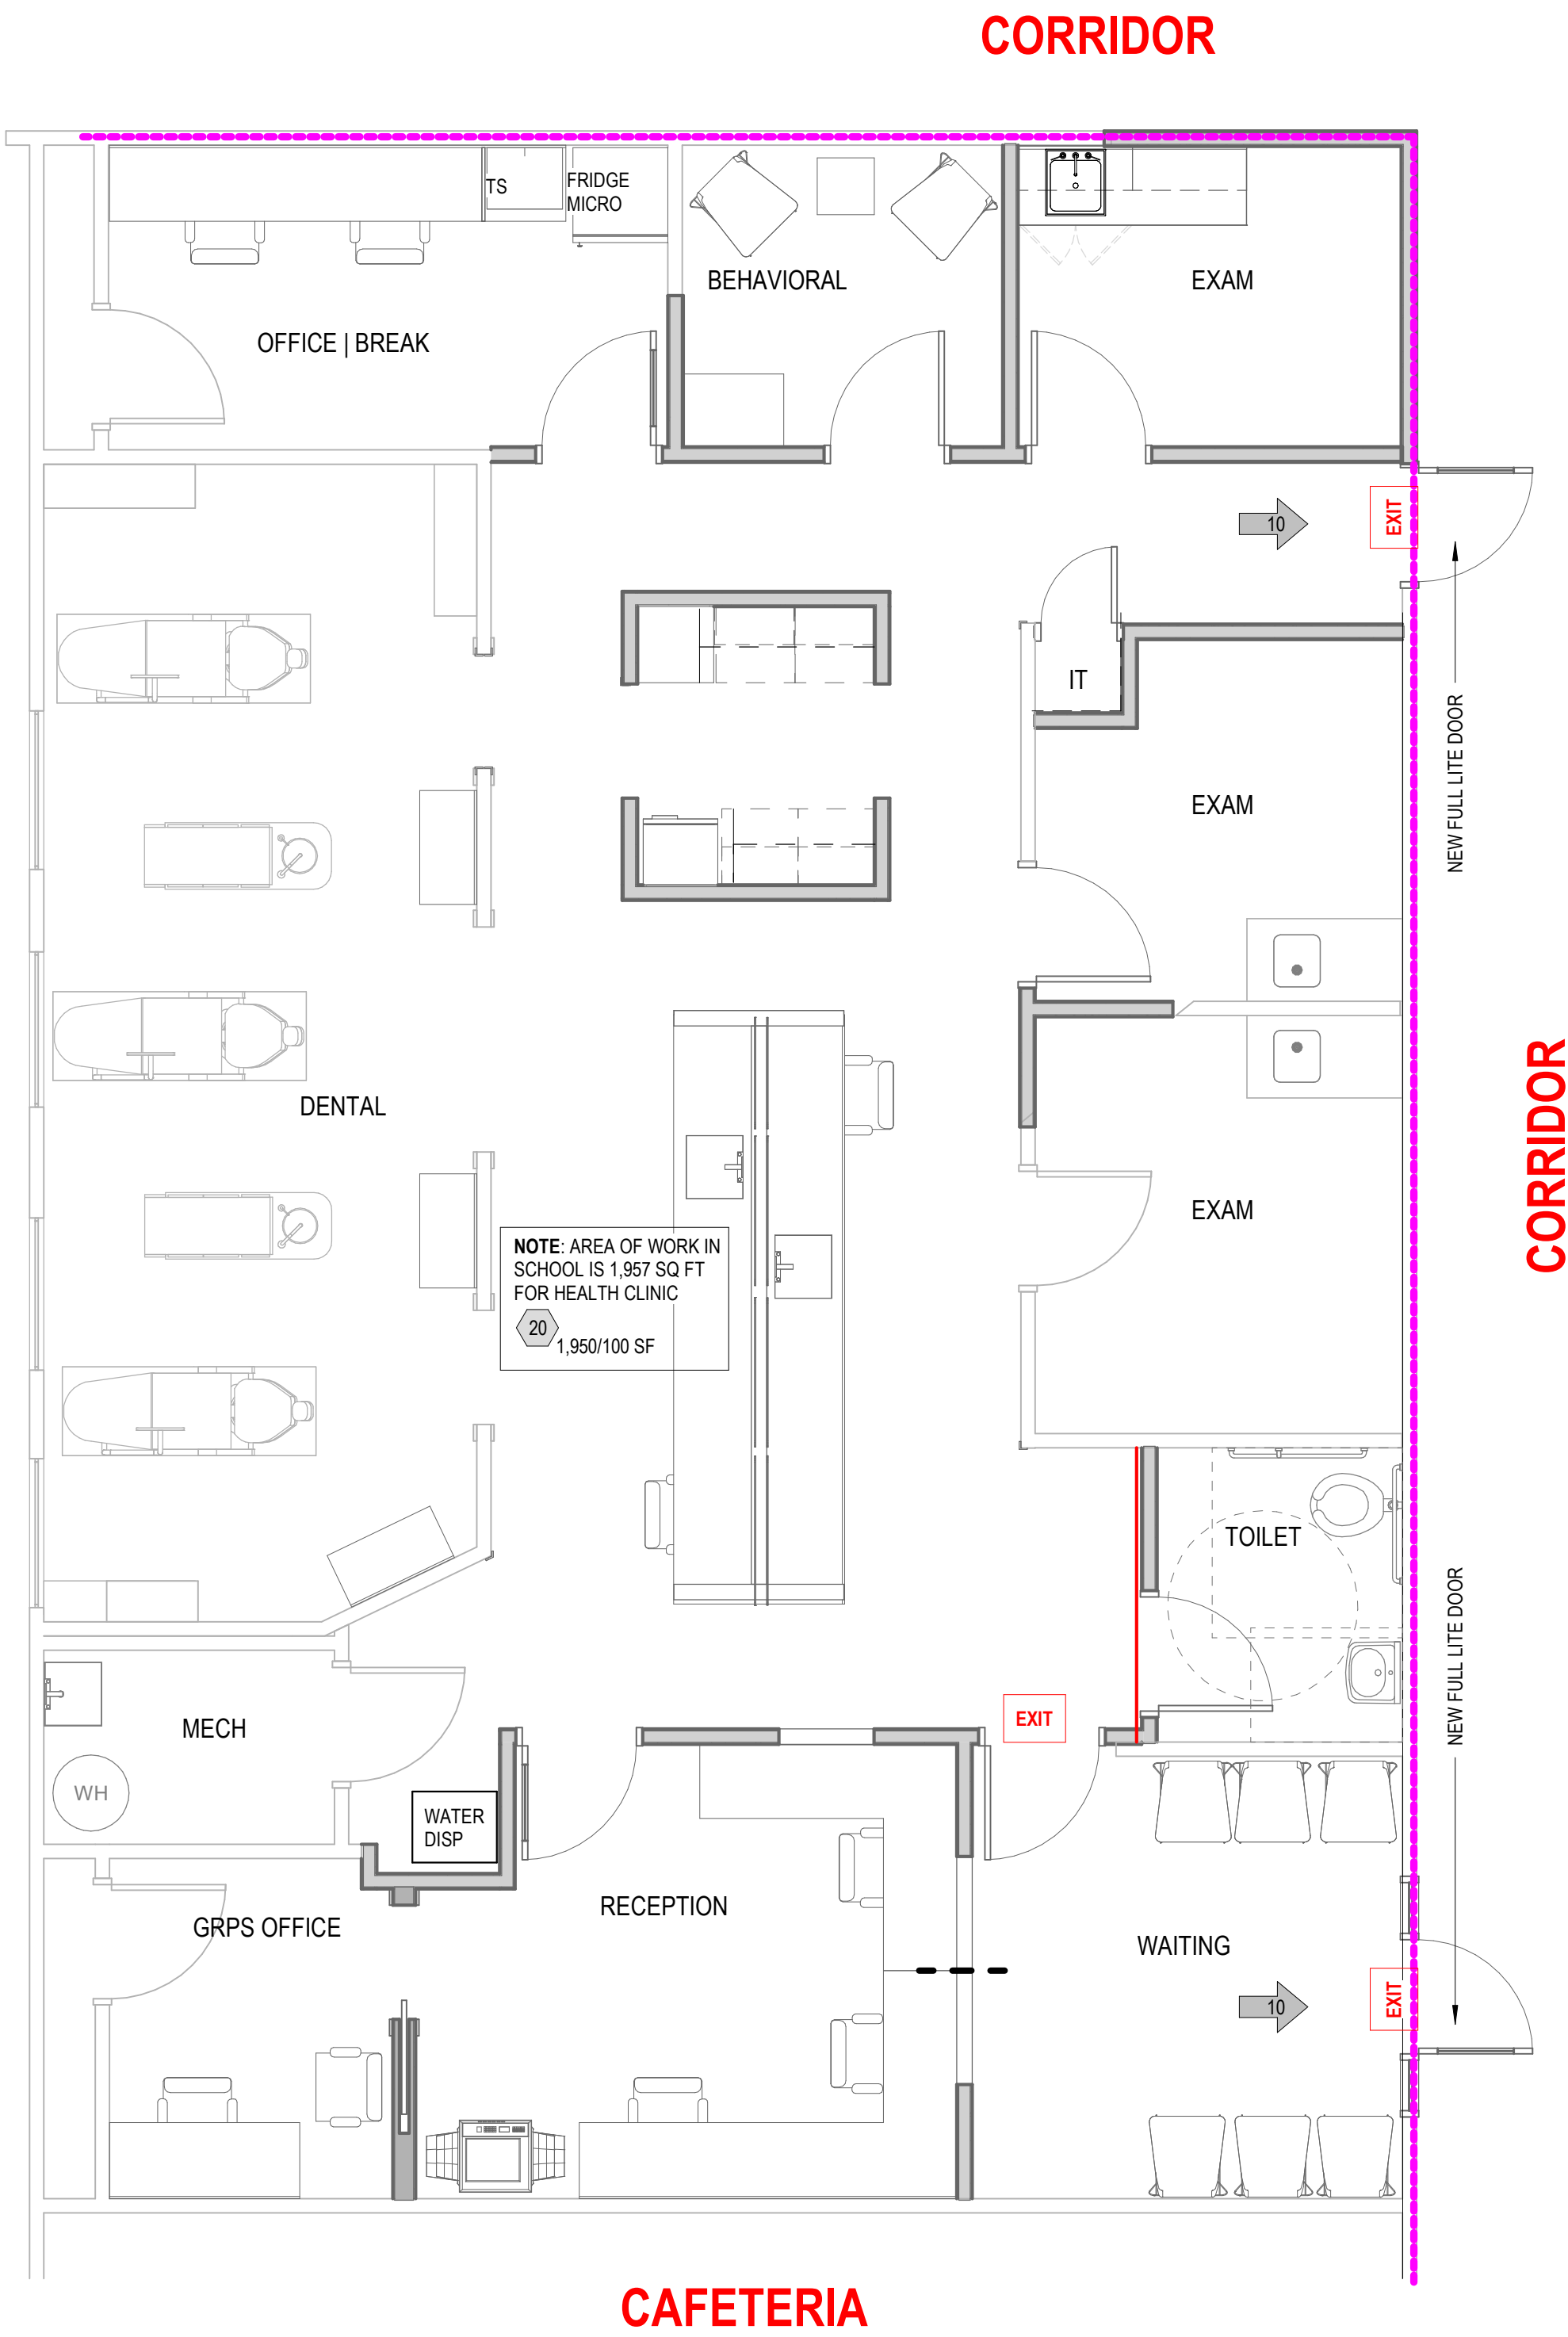 CORRIDOR
TS
FRIDGE
MICRO
BEHAVIORAL
EXAM
OFFICE | BREAK
10
EXIT
IT
NEW FULL LITE DOOR
EXAM
DENTAL
CORRIDOR
EXAM
NOTE: AREA OF WORK IN
SCHOOL IS 1,957 SQ FT
FOR HEALTH CLINIC
20
1,950/100 SF
TOILET
NEW FULL LITE DOOR
EXIT
MECH
WH
WATER
DISP
RECEPTION
GRPS OFFICE
WAITING
10
EXIT
CAFETERIA